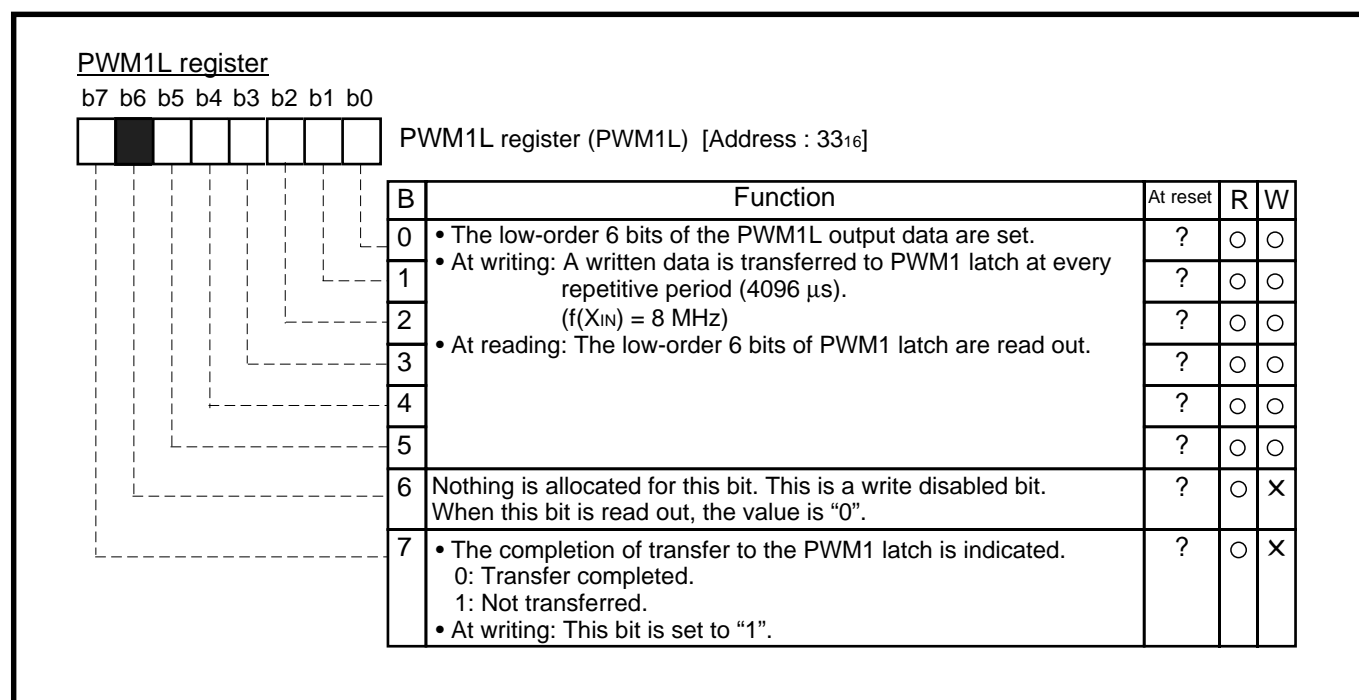 PWM1L register
b7 b6 b5 b4 b3 b2 b1 b0
PWM1L register (PWM1L) [Address : 33₁₆]
B Function At reset R W
0 • The low-order 6 bits of the PWM1L output data are set. ? ○ ○
• At writing: A written data is transferred to PWM1 latch at every
1 ? ○ ○
repetitive period (4096 µs).
2 (f(XIN) = 8 MHz) ? ○ ○
• At reading: The low-order 6 bits of PWM1 latch are read out.
3 ? ○ ○
4 ? ○ ○
5 ? ○ ○
6 Nothing is allocated for this bit. This is a write disabled bit. ? ○ ✕
When this bit is read out, the value is “0”.
7 • The completion of transfer to the PWM1 latch is indicated. ? ○ ✕
0: Transfer completed.
1: Not transferred.
• At writing: This bit is set to “1”.